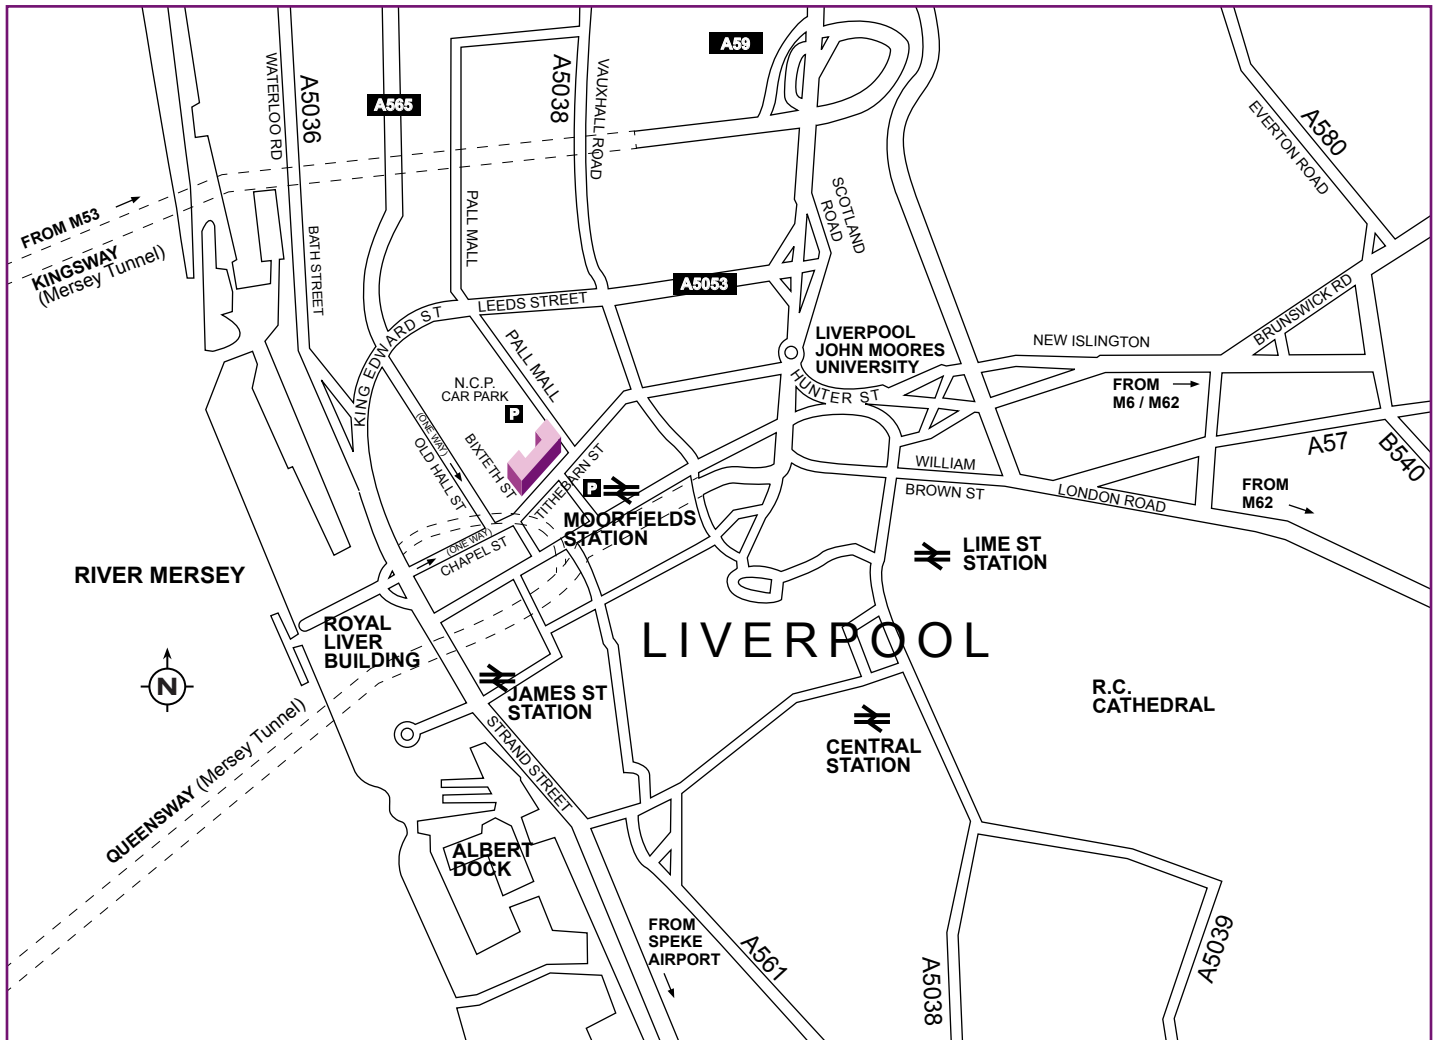 A59
A565
A5036
WATERLOO RD
A5038
VAUXHALL ROAD
A580
EVERTON ROAD
FROM M53
KINGSWAY
(Mersey Tunnel)
BATH STREET
PALL MALL
SCOTLAND
ROAD
A5053
LEEDS STREET
KING EDWARD ST
PALL MALL
N.C.P.
CAR PARK
P
LIVERPOOL
JOHN MOORES
UNIVERSITY
HUNTER ST
NEW ISLINGTON
BRUNSWICK RD
FROM
M6 / M62
A57
B540
(ONE WAY)
OLD HALL ST
BIXTETH ST
TITHEBARN ST
P
MOORFIELDS
STATION
WILLIAM
BROWN ST
LONDON ROAD
FROM
M62
(ONE WAY)
CHAPEL ST
LIME ST
STATION
RIVER MERSEY
ROYAL
LIVER
BUILDING
LIVERPOOL
N
JAMES ST
STATION
R.C.
CATHEDRAL
CENTRAL
STATION
STRAND STREET
QUEENSWAY (Mersey Tunnel)
ALBERT
DOCK
FROM
SPEKE
AIRPORT
A561
A5038
A5039